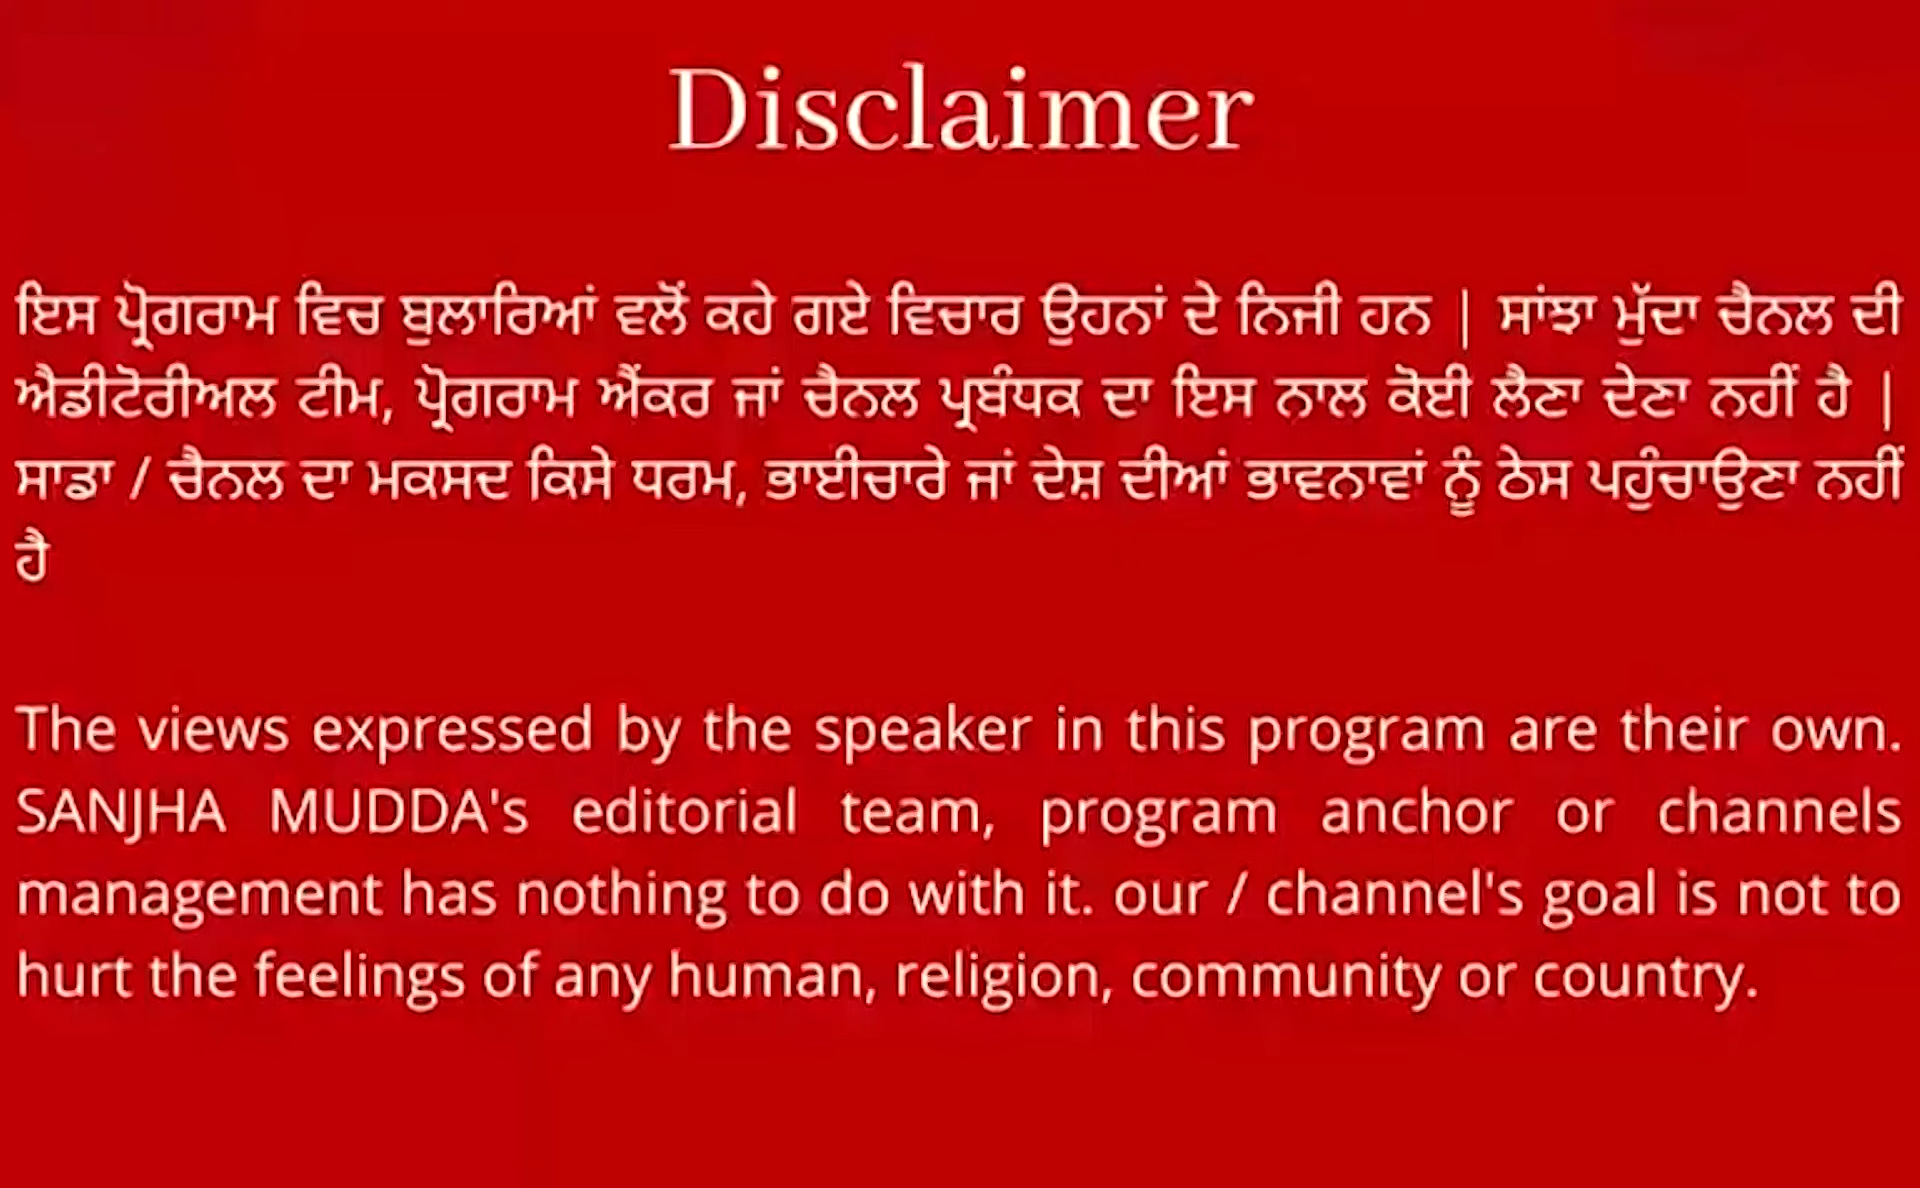 Disclaimer
ਇਸ ਪ੍ਰੋਗਰਾਮ ਵਿਚ ਬੁਲਾਰਿਆਂ ਵਲੋਂ ਕਹੇ ਗਏ ਵਿਚਾਰ ਉਹਨਾਂ ਦੇ ਨਿਜੀ ਹਨ | ਸਾਂਝਾ ਮੁੱਦਾ ਚੈਨਲ ਦੀ
ਐਡੀਟੋਰੀਅਲ ਟੀਮ, ਪ੍ਰੋਗਰਾਮ ਐਂਕਰ ਜਾਂ ਚੈਨਲ ਪ੍ਰਬੰਧਕ ਦਾ ਇਸ ਨਾਲ ਕੋਈ ਲੈਣਾ ਦੇਣਾ ਨਹੀਂ ਹੈ |
ਸਾਡਾ / ਚੈਨਲ ਦਾ ਮਕਸਦ ਕਿਸੇ ਧਰਮ, ਭਾਈਚਾਰੇ ਜਾਂ ਦੇਸ਼ ਦੀਆਂ ਭਾਵਨਾਵਾਂ ਨੂੰ ਠੇਸ ਪਹੁੰਚਾਉਣਾ ਨਹੀਂ
ਹੈ
The views expressed by the speaker in this program are their own.
SANJHA MUDDA's editorial team, program anchor or channels
management has nothing to do with it. our / channel's goal is not to
hurt the feelings of any human, religion, community or country.